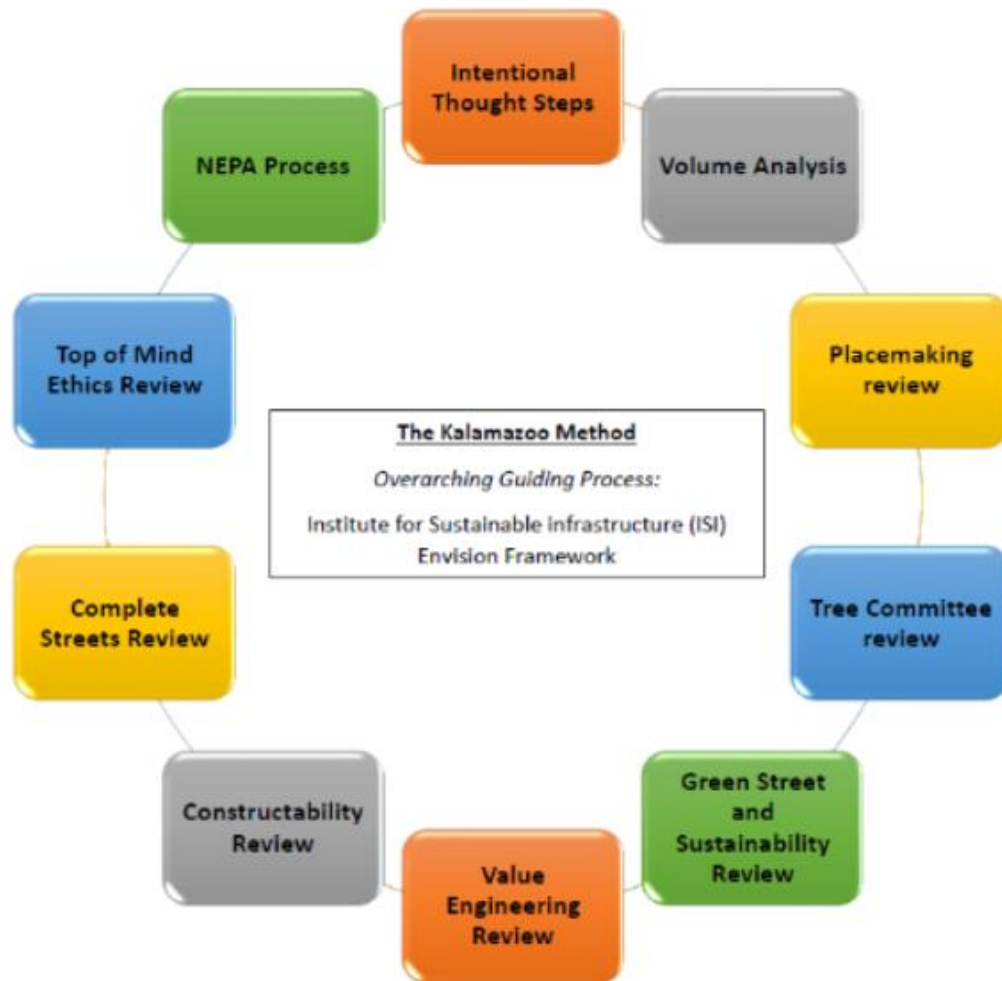 Intentional
Thought Steps
Volume Analysis
Placemaking
review
Tree Committee
review
Green Street
and
Sustainability
Review
Value
Engineering
Review
Constructability
Review
Complete
Streets Review
Top of Mind
Ethics Review
NEPA Process
The Kalamazoo Method
Overarching Guiding Process:
Institute for Sustainable infrastructure (ISI)
Envision Framework